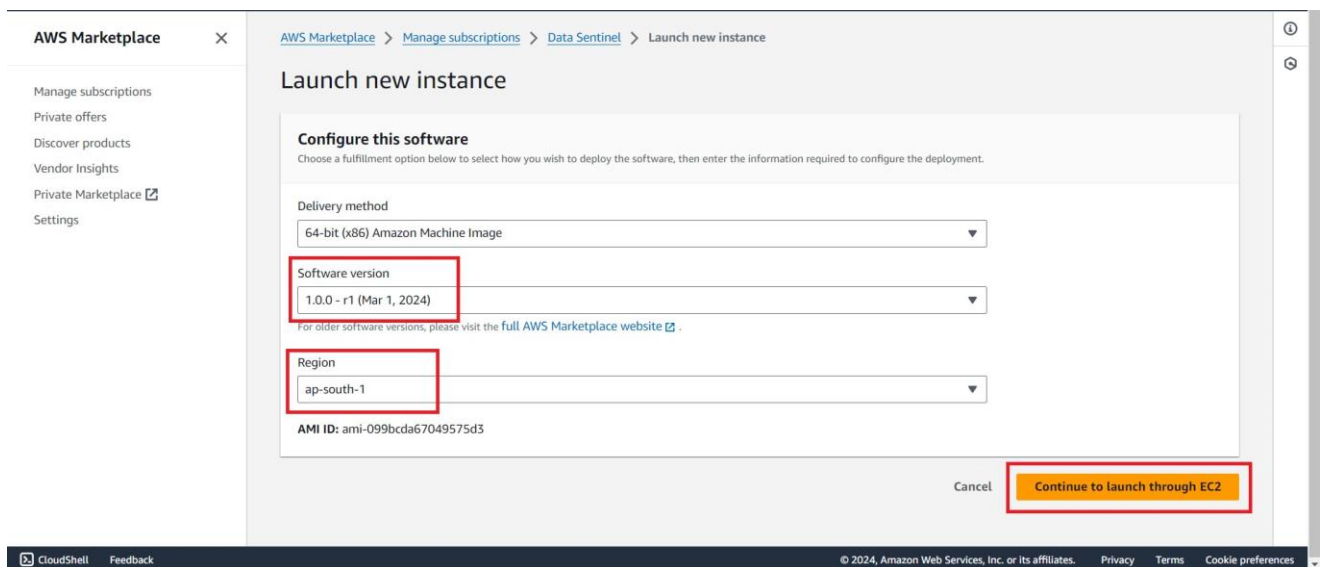 AWS Marketplace
Manage subscriptions
Private offers
Discover products
Vendor Insights
Private Marketplace
Settings
AWS Marketplace > Manage subscriptions > Data Sentinel > Launch new instance
Launch new instance
Configure this software
Choose a fulfillment option below to select how you wish to deploy the software, then enter the information required to configure the deployment.
Delivery method
64-bit (x86) Amazon Machine Image
Software version
1.0.0 - r1 (Mar 1, 2024)
For older software versions, please visit the full AWS Marketplace website .
Region
ap-south-1
AMI ID: ami-099bcda67049575d3
Cancel Continue to launch through EC2
CloudShell Feedback © 2024, Amazon Web Services, Inc. or its affiliates. Privacy Terms Cookie preferences